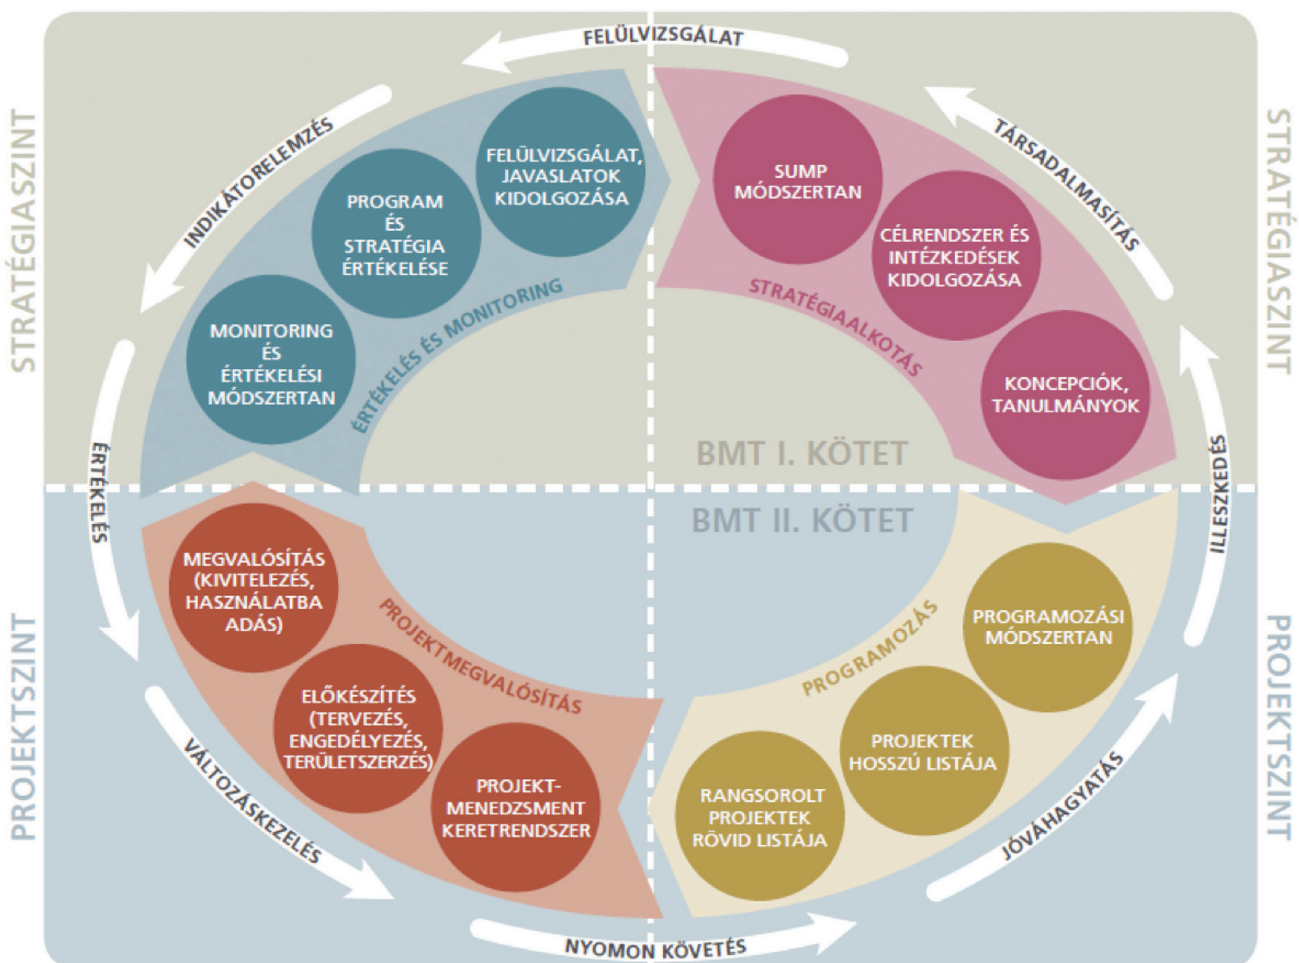 FELÜLVIZSGÁLAT
TÁRSADALMASÍTÁS
ILLESZKEDÉS
JÓVÁHAGYATÁS
NYOMON KÖVETÉS
VÁLTOZÁSKEZELÉS
ÉRTÉKELÉS
INDIKÁTORELEMZÉS
STRATÉGIASZINT
STRATÉGIASZINT
PROJEKTSZINT
PROJEKTSZINT
FELÜLVIZSGÁLAT,
JAVASLATOK
KIDOLGOZÁSA
PROGRAM
ÉS
STRATÉGIA
ÉRTÉKELÉSE
MONITORING
ÉS
ÉRTÉKELÉSI
MÓDSZERTAN
ÉRTÉKELÉS ÉS MONITORING
SUMP
MÓDSZERTAN
CÉLRENDSZER ÉS
INTÉZKEDÉSEK
KIDOLGOZÁSA
KONCEPCIÓK,
TANULMÁNYOK
STRATÉGIAALKOTÁS
BMT I. KÖTET
BMT II. KÖTET
PROGRAMOZÁSI
MÓDSZERTAN
PROJEKTEK
HOSSZÚ LISTÁJA
RANGSOROLT
PROJEKTEK
RÖVID LISTÁJA
PROGRAMOZÁS
PROJEKT-
MENEDZSMENT
KERETRENDSZER
ELŐKÉSZÍTÉS
(TERVEZÉS,
ENGEDÉLYEZÉS,
TERÜLETSZERZÉS)
MEGVALÓSÍTÁS
(KIVITELEZÉS,
HASZNÁLATBA
ADÁS)
PROJEKTMEGVALÓSÍTÁS